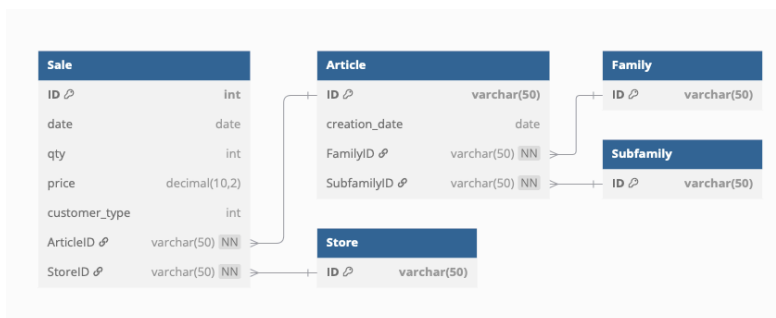 Sale
ID int
date date
qty int
price decimal(10,2)
customer_type int
ArticleID varchar(50) NN
StoreID varchar(50) NN
Article
ID varchar(50)
creation_date date
FamilyID varchar(50) NN
SubfamilyID varchar(50) NN
Store
ID varchar(50)
Family
ID varchar(50)
Subfamily
ID varchar(50)